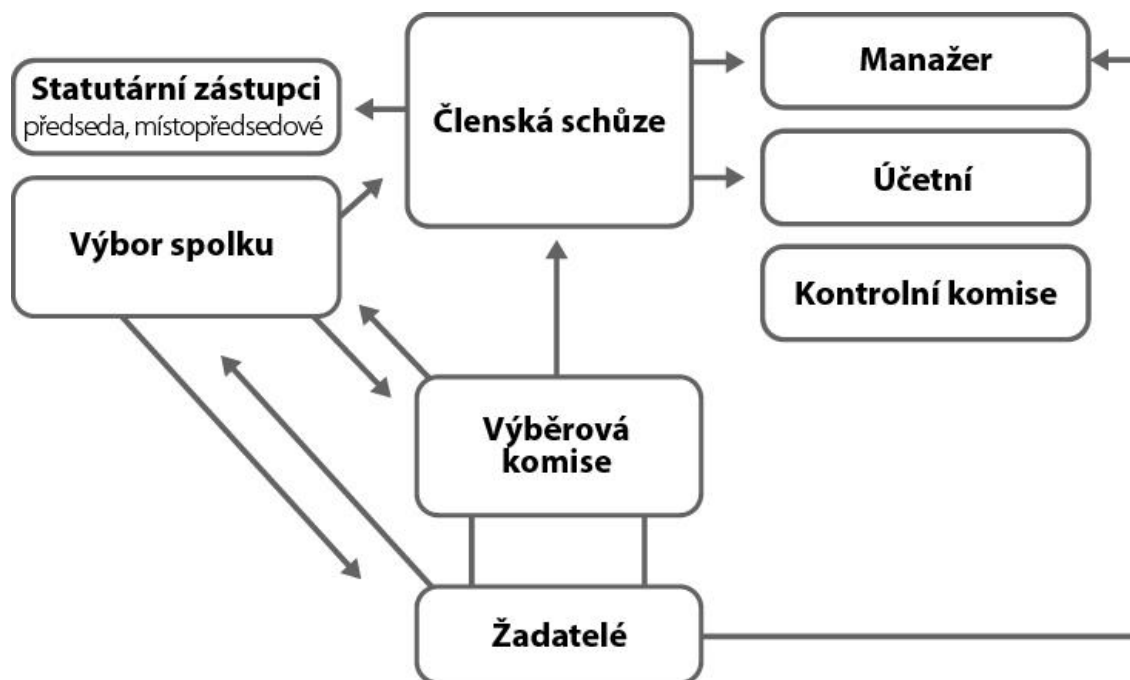 Statutární zástupci
předseda, místopředsedové
Členská schůze
Manažer
Účetní
Výbor spolku
Kontrolní komise
Výběrová
komise
Žadatelé